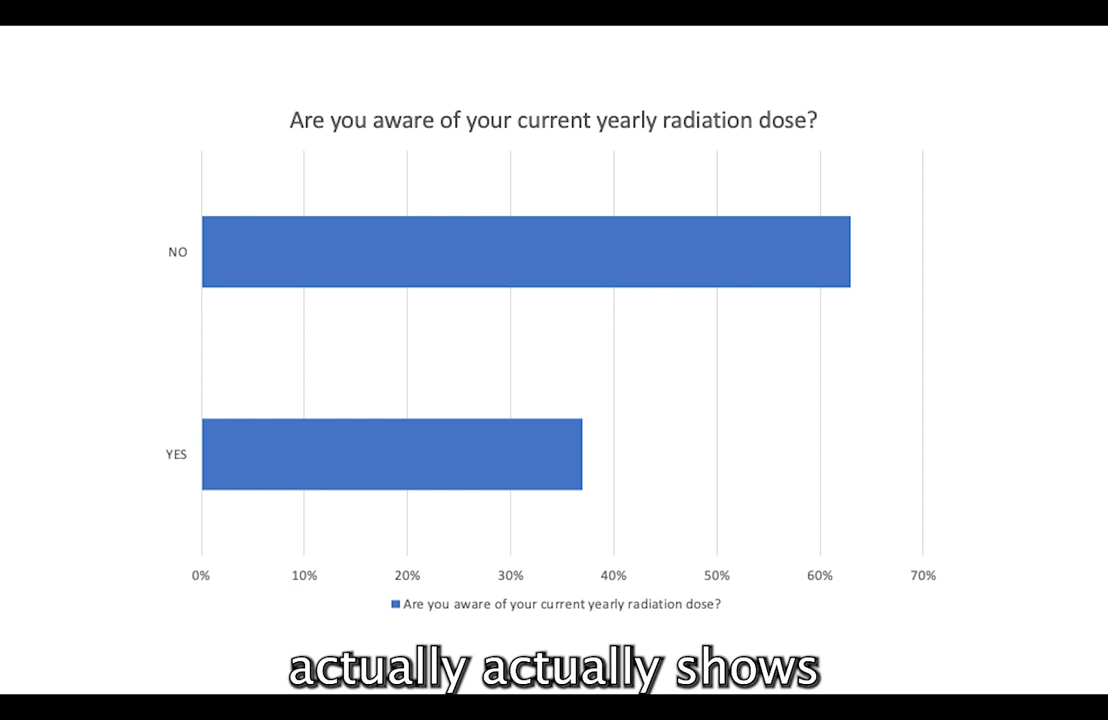 Are you aware of your current yearly radiation dose?
NO
YES
0% 10% 20% 30% 40% 50% 60% 70%
Are you aware of your current yearly radiation dose?
actually actually shows